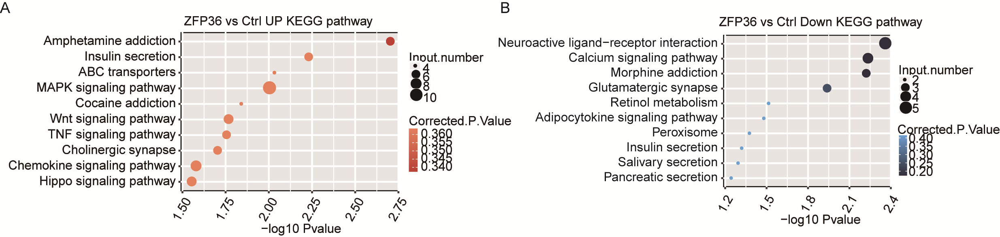 A
ZFP36 vs Ctrl UP KEGG pathway
Amphetamine addiction
Insulin secretion
ABC transporters
MAPK signaling pathway
Cocaine addiction
Wnt signaling pathway
TNF signaling pathway
Cholinergic synapse
Chemokine signaling pathway
Hippo signaling pathway
1.50
1.75
2.00
2.25
2.50
2.75
−log10 Pvalue
Input.number
4
6
8
10
Corrected.P.Value
0.360
0.355
0.350
0.345
0.340
B
ZFP36 vs Ctrl Down KEGG pathway
Neuroactive ligand−receptor interaction
Calcium signaling pathway
Morphine addiction
Glutamatergic synapse
Retinol metabolism
Adipocytokine signaling pathway
Peroxisome
Insulin secretion
Salivary secretion
Pancreatic secretion
1.2
1.5
1.8
2.1
2.4
−log10 Pvalue
Input.number
2
3
4
5
Corrected.P.Value
0.40
0.35
0.30
0.25
0.20